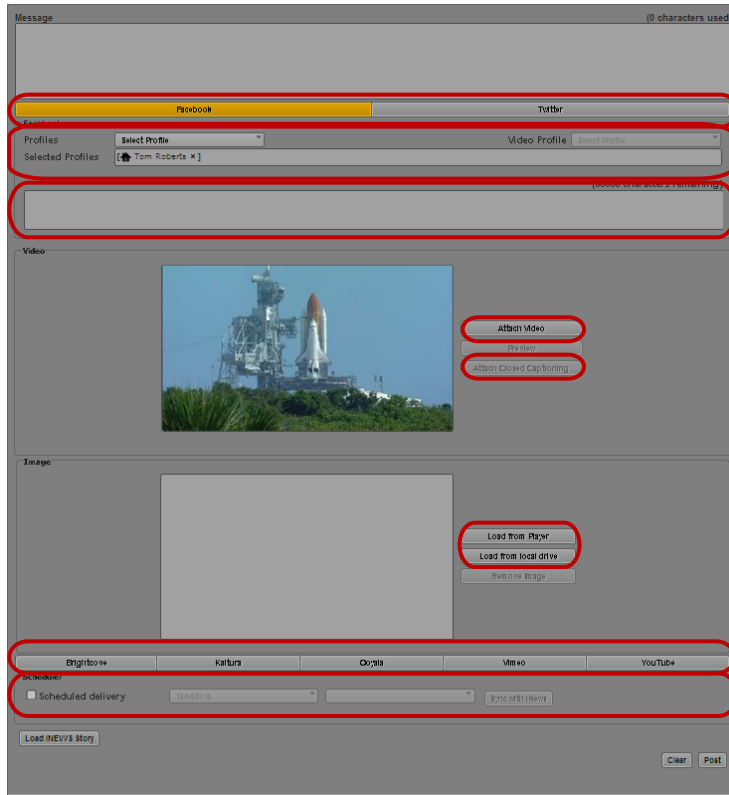 Message (0 characters used
Facebook Twitter
Profiles Select Profile Video Profile Select Profile
Selected Profiles [ Tom Roberts × ]
characters remaining)
Video
Attach Video
Preview
Attach Closed Captioning
Image
Load from Player
Load from local drive
Remove Image
Brightcove Kaltura Ooyala Vimeo YouTube
Scheduler
Scheduled delivery Sync with iNews
Load iNEWS Story
Clear Post